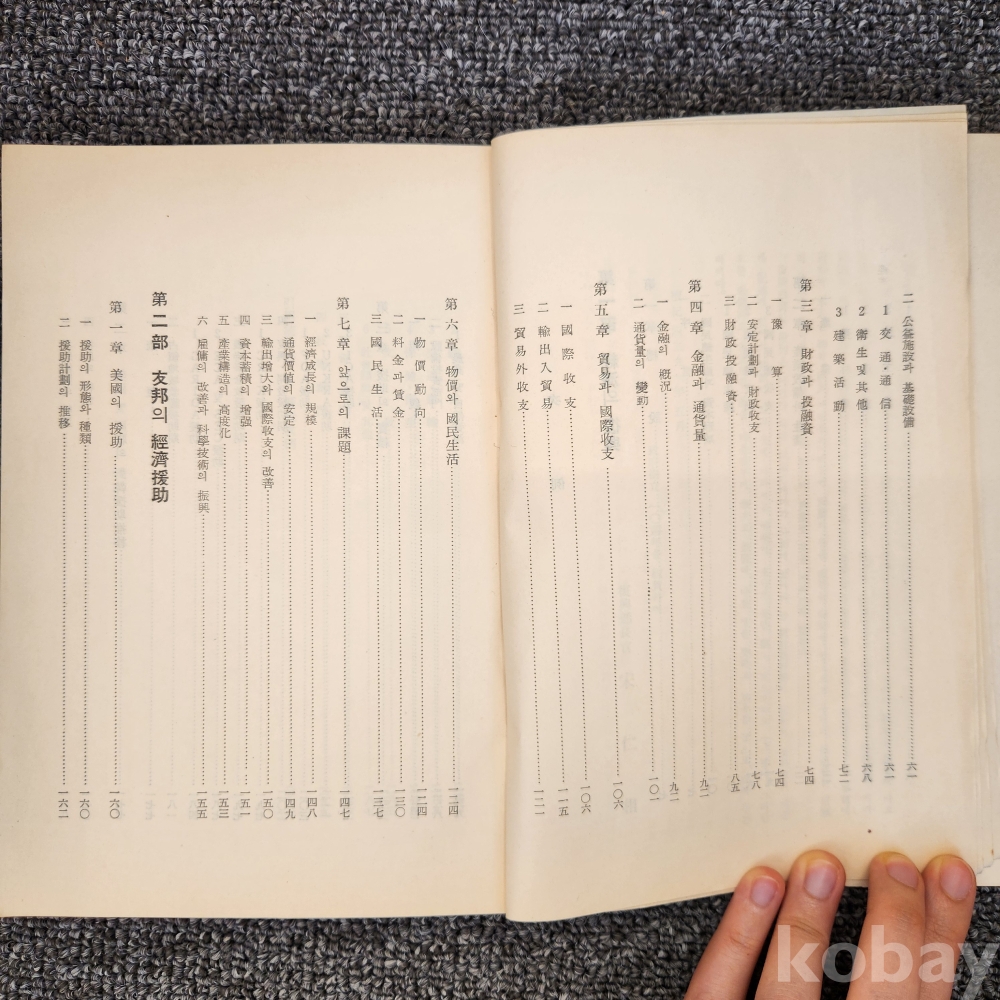 二 公益施設과 基礎設備……六一
1 交通·通信……六一
2 衛生 및 其他……六八
3 建築活動……七二
第三章 財政과 投融資……七四
一 豫算……七四
二 安定計劃과 財政收支……七八
三 財政投融資……八五
第四章 金融과 通貨量……九二
一 金融의 槪況……九二
二 通貨量의 變動……一〇一
第五章 貿易과 國際收支……一〇六
一 國際收支……一〇六
二 輸出入貿易……一一五
三 貿易外收支……一二一
第六章 物價와 國民生活……一二四
一 物價動向……一二四
二 料金과 賃金……一三〇
三 國民生活……一三七
第七章 앞으로의 課題……一四七
一 經濟成長의 規模……一四八
二 通貨價値의 安定……一四九
三 輸出增大와 國際收支의 改善……一五〇
四 資本蓄積의 增强……一五一
五 產業構造의 高度化……一五三
六 雇傭의 改善과 科學技術의 振興……一五五
第二部 友邦의 經濟援助
第一章 美國의 援助……一六〇
一 援助의 形態와 種類……一六〇
二 援助計劃의 推移……一六二
kobay